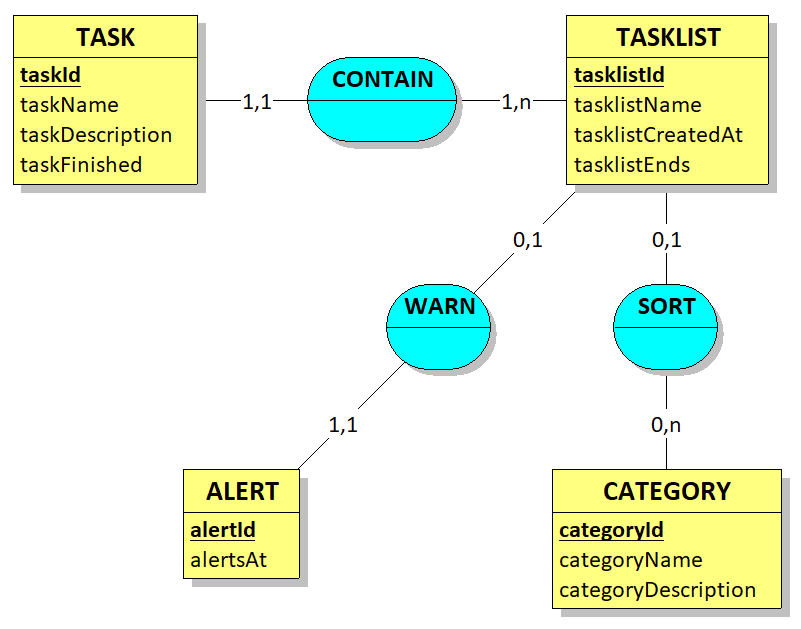 TASK
taskId
taskName
taskDescription
taskFinished
1,1
CONTAIN
1,n
TASKLIST
tasklistId
tasklistName
tasklistCreatedAt
tasklistEnds
0,1
0,1
WARN
SORT
1,1
0,n
ALERT
alertId
alertsAt
CATEGORY
categoryId
categoryName
categoryDescription